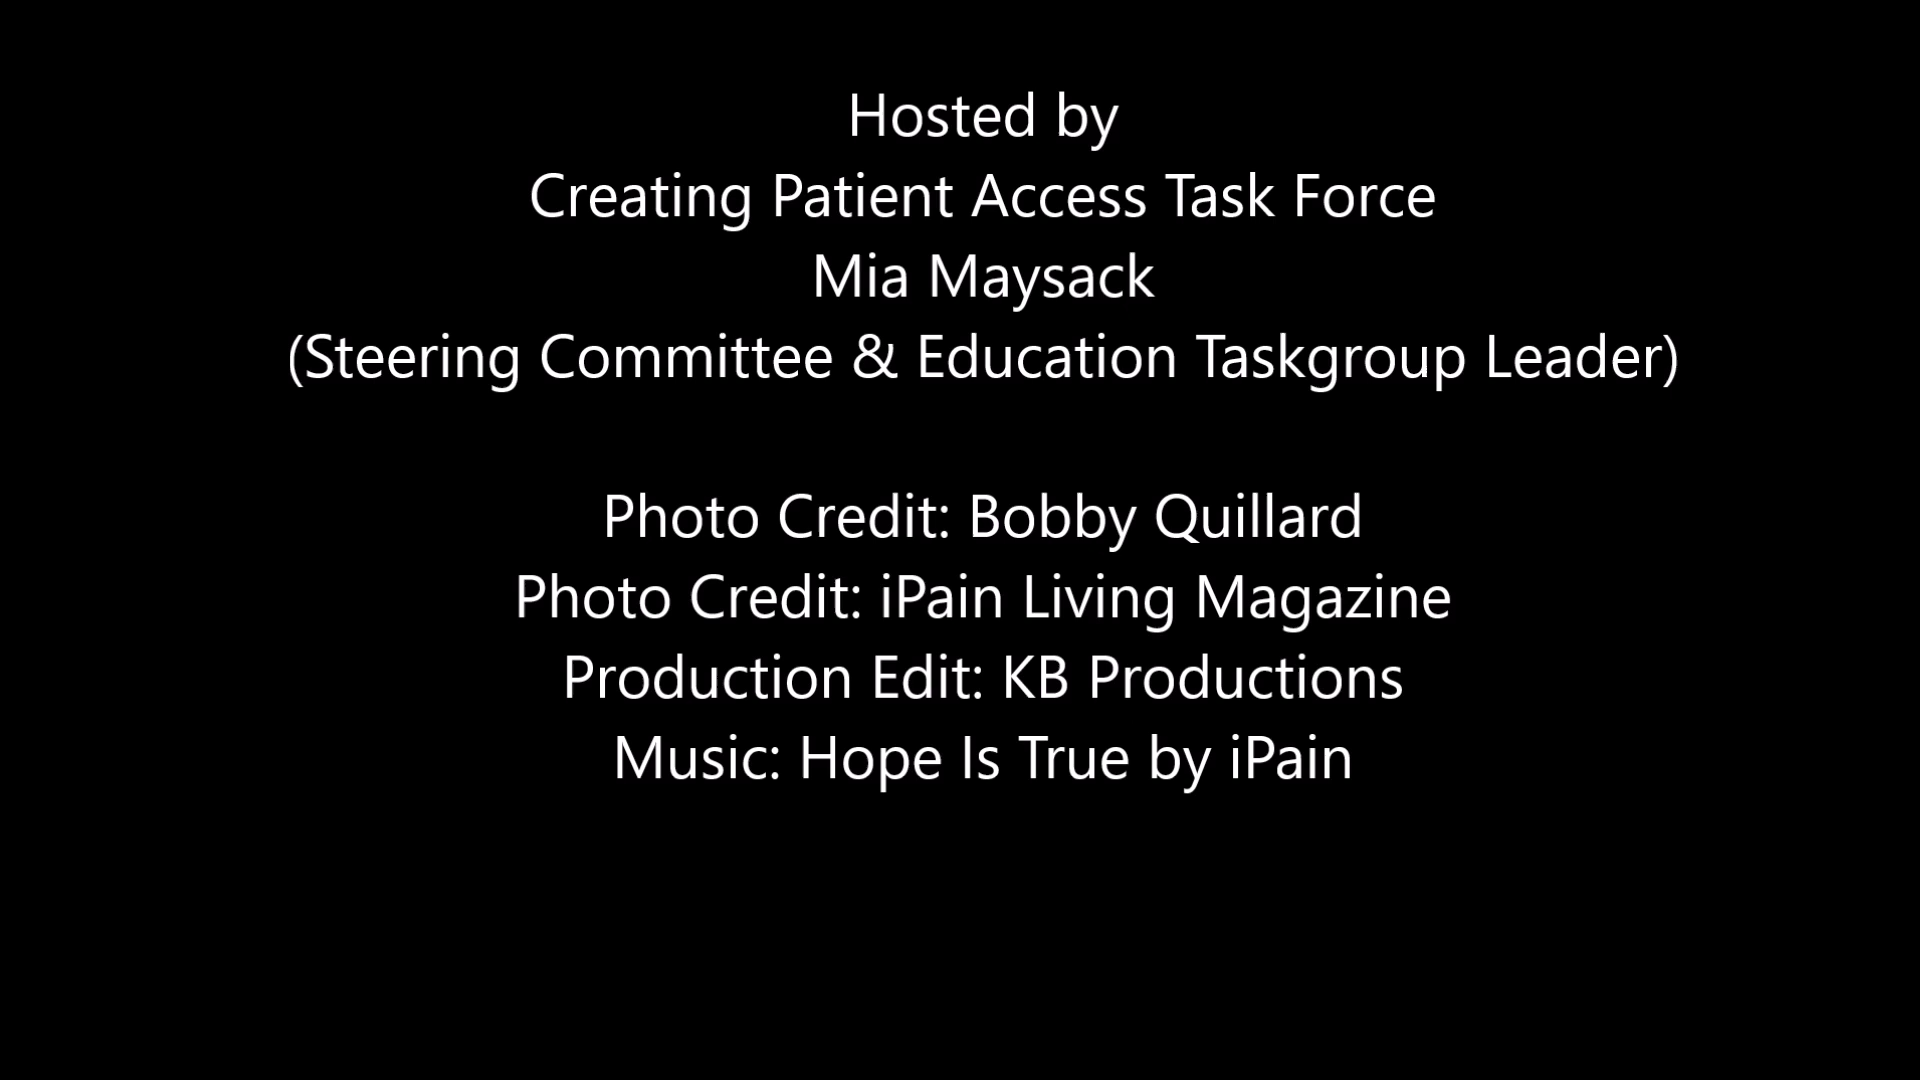 Hosted by
Creating Patient Access Task Force
Mia Maysack
(Steering Committee & Education Taskgroup Leader)
Photo Credit: Bobby Quillard
Photo Credit: iPain Living Magazine
Production Edit: KB Productions
Music: Hope Is True by iPain